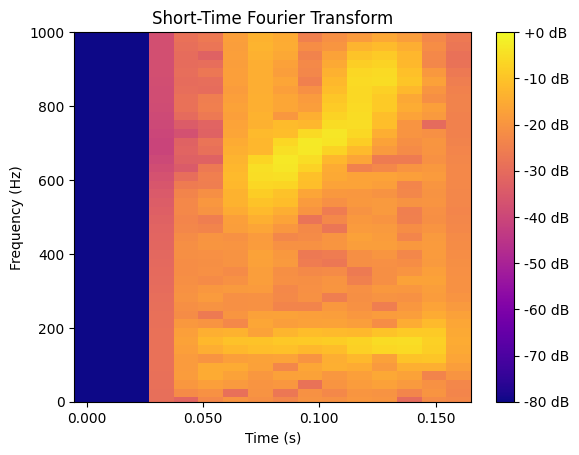 Short-Time Fourier Transform
1000
800
600
400
200
0
Frequency (Hz)
0.000
0.050
0.100
0.150
Time (s)
+0 dB
-10 dB
-20 dB
-30 dB
-40 dB
-50 dB
-60 dB
-70 dB
-80 dB